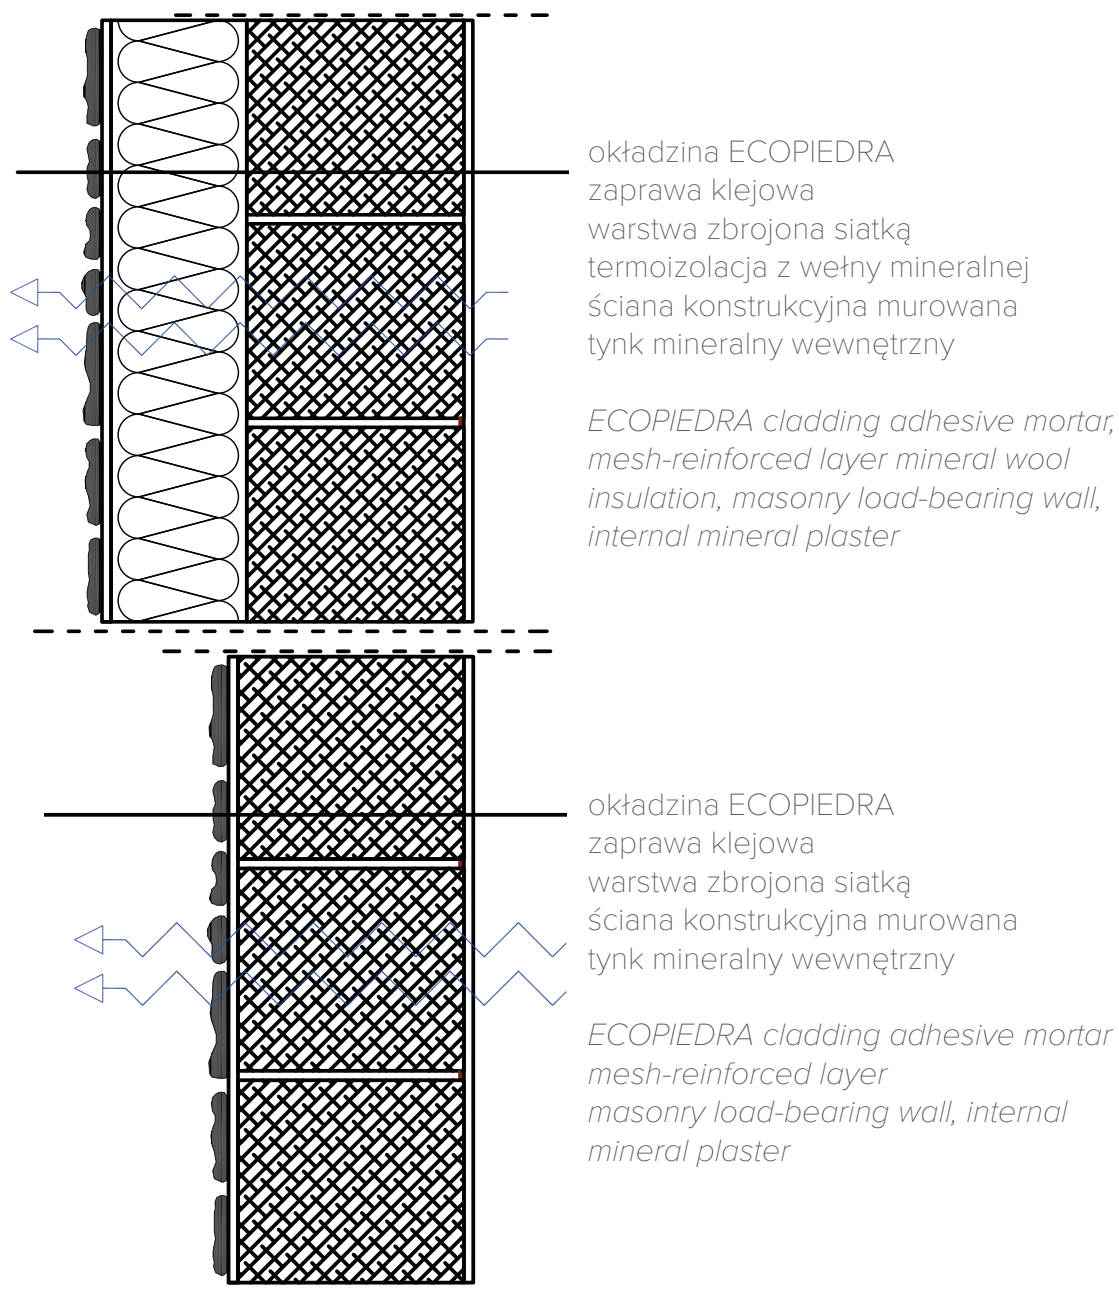 okładzina ECOPIEDRA
zaprawa klejowa
warstwa zbrojona siatką
termoizolacja z wełny mineralnej
ściana konstrukcyjna murowana
tynk mineralny wewnętrzny
ECOPIEDRA cladding adhesive mortar,
mesh-reinforced layer mineral wool
insulation, masonry load-bearing wall,
internal mineral plaster
okładzina ECOPIEDRA
zaprawa klejowa
warstwa zbrojona siatką
ściana konstrukcyjna murowana
tynk mineralny wewnętrzny
ECOPIEDRA cladding adhesive mortar
mesh-reinforced layer
masonry load-bearing wall, internal
mineral plaster